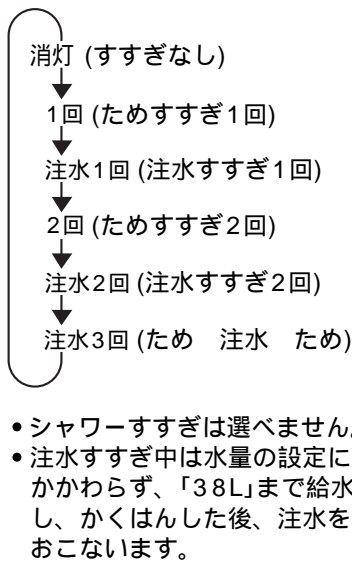 消灯 (すすぎなし)
1回 (ためすすぎ1回)
注水1回 (注水すすぎ1回)
2回 (ためすすぎ2回)
注水2回 (注水すすぎ2回)
注水3回 (ため　注水　ため)
•シャワーすすぎは選べません。
•注水すすぎ中は水量の設定に
かかわらず、「38L」まで給水
し、かくはんした後、注水を
おこないます。